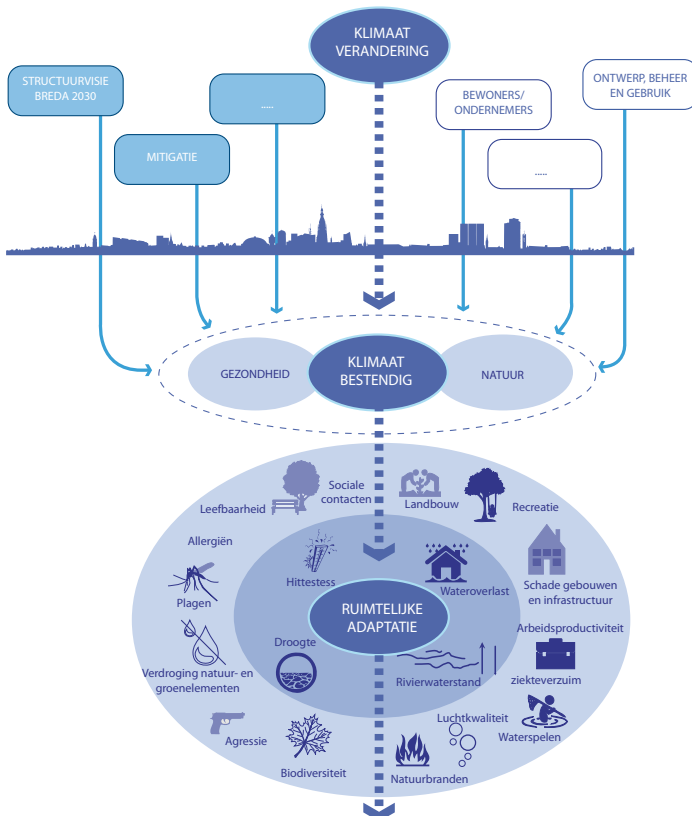 KLIMAAT
VERANDERING
STRUCTUURVISIE
BREDA 2030
.....
BEWONERS/
ONDERNEMERS
ONTWERP, BEHEER
EN GEBRUIK
MITIGATIE
.....
GEZONDHEID
KLIMAAT
BESTENDIG
NATUUR
Sociale
contacten
Leefbaarheid
Landbouw
Recreatie
Allergiën
Hittestess
Wateroverlast
Schade gebouwen
en infrastructuur
Plagen
RUIMTELIJKE
ADAPTATIE
Arbeidsproductiviteit
Droogte
Verdroging natuur- en
groenelementen
Rivierwaterstand
ziekteverzuim
Luchtkwaliteit
Waterspelen
Agressie
Biodiversiteit
Natuurbranden